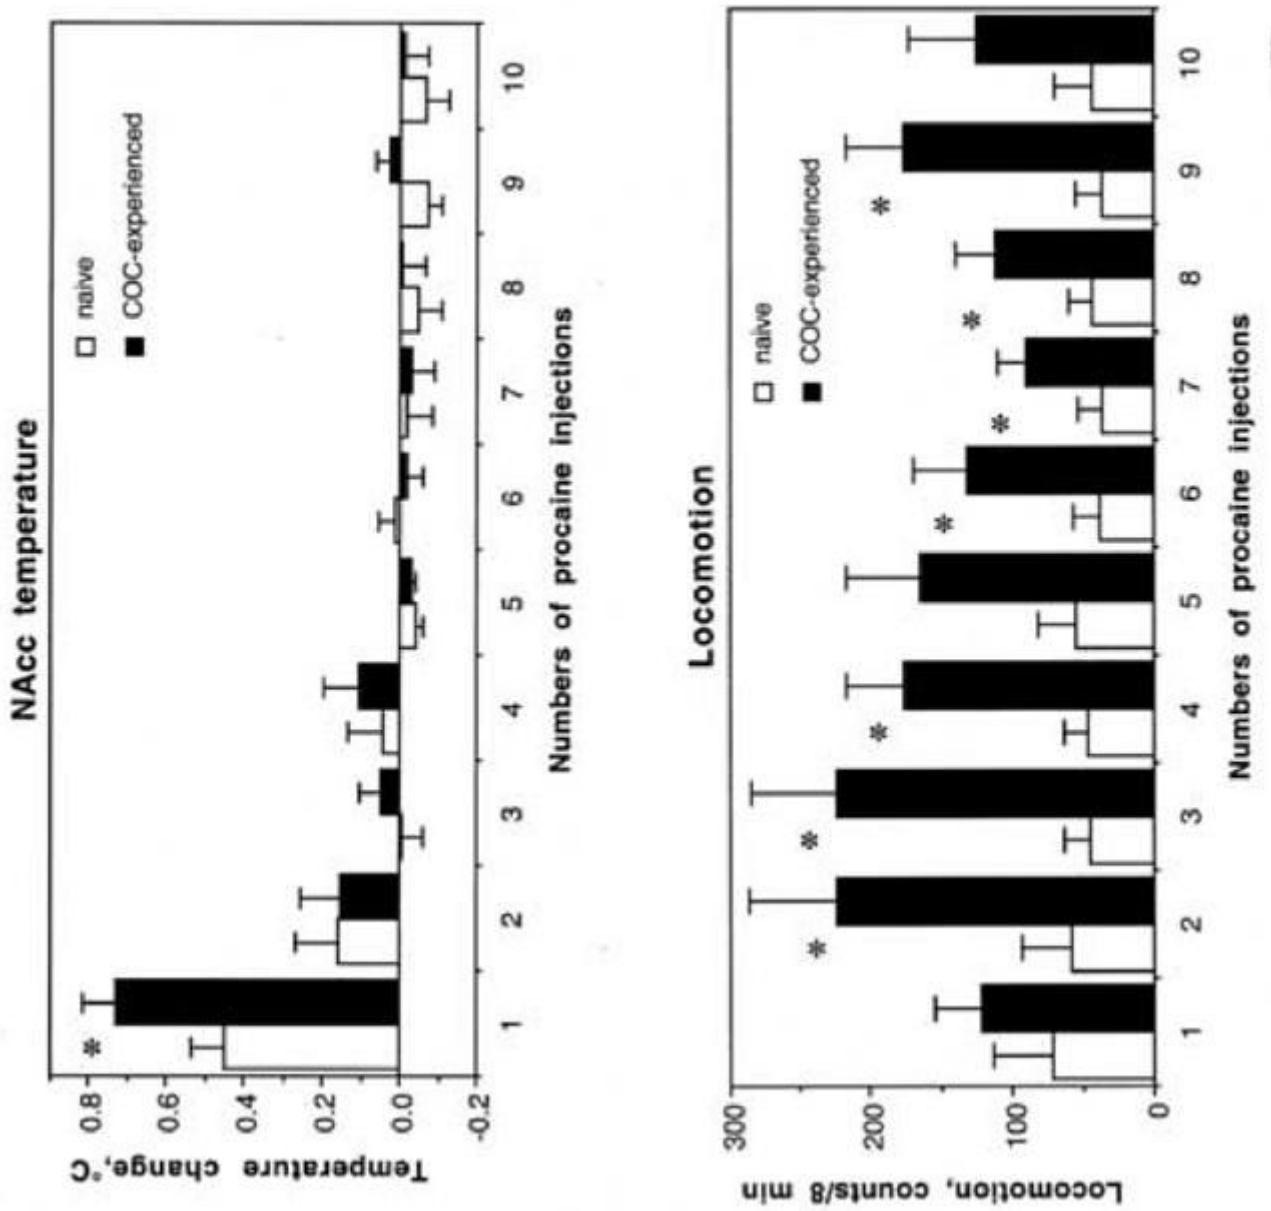 NAcc temperature
Temperature change,°C
0.8
0.6
0.4
0.2
0.0
-0.2
naive
COC-experienced
*
1 2 3 4 5 6 7 8 9 10
Numbers of procaine injections
Locomotion
Locomotion, counts/8 min
300
200
100
0
naive
COC-experienced
* * * * * * *
1 2 3 4 5 6 7 8 9 10
Numbers of procaine injections